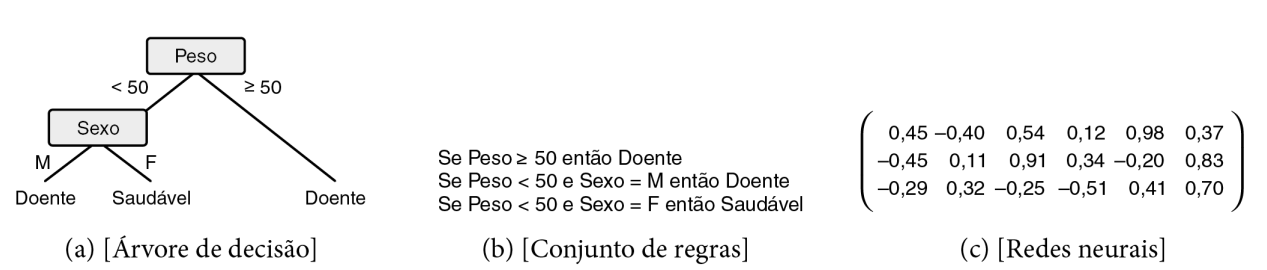 Peso
< 50 ≥ 50
Sexo
M F
Doente Saudável Doente
(a) [Árvore de decisão]
Se Peso ≥ 50 então Doente
Se Peso < 50 e Sexo = M então Doente
Se Peso < 50 e Sexo = F então Saudável
(b) [Conjunto de regras]
0,45 –0,40 0,54 0,12 0,98 0,37
–0,45 0,11 0,91 0,34 –0,20 0,83
–0,29 0,32 –0,25 –0,51 0,41 0,70
(c) [Redes neurais]